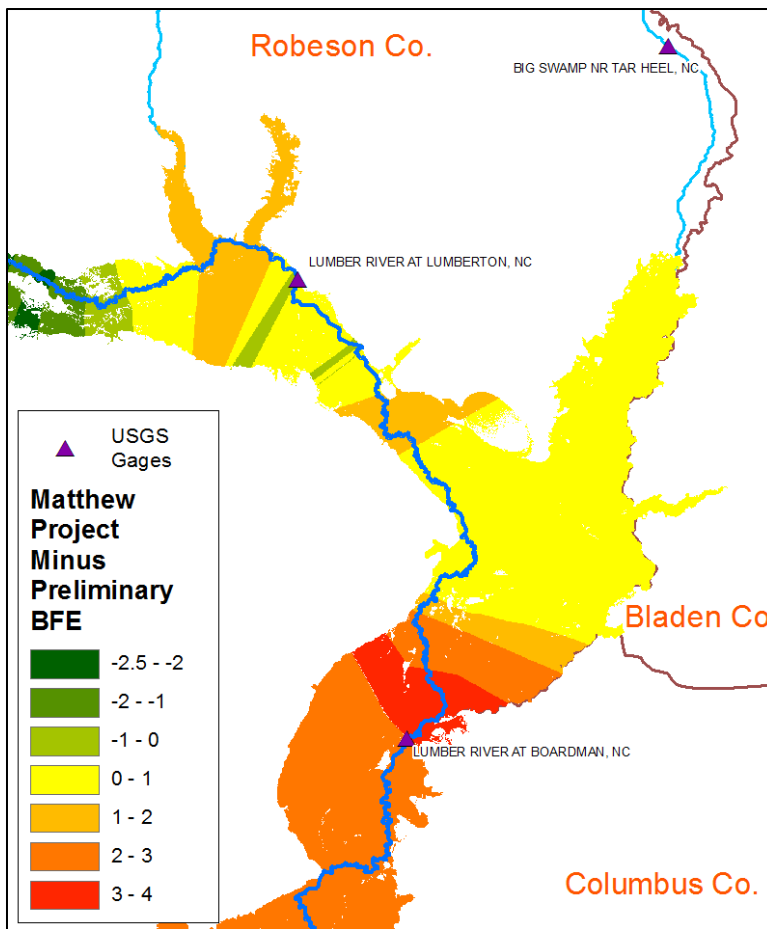 Robeson Co.
BIG SWAMP NR TAR HEEL, NC
LUMBER RIVER AT LUMBERTON, NC
USGS
Gages
Matthew
Project
Minus
Preliminary
BFE
-2.5 - -2
-2 - -1
-1 - 0
0 - 1
1 - 2
2 - 3
3 - 4
Bladen Co
LUMBER RIVER AT BOARDMAN, NC
Columbus Co.